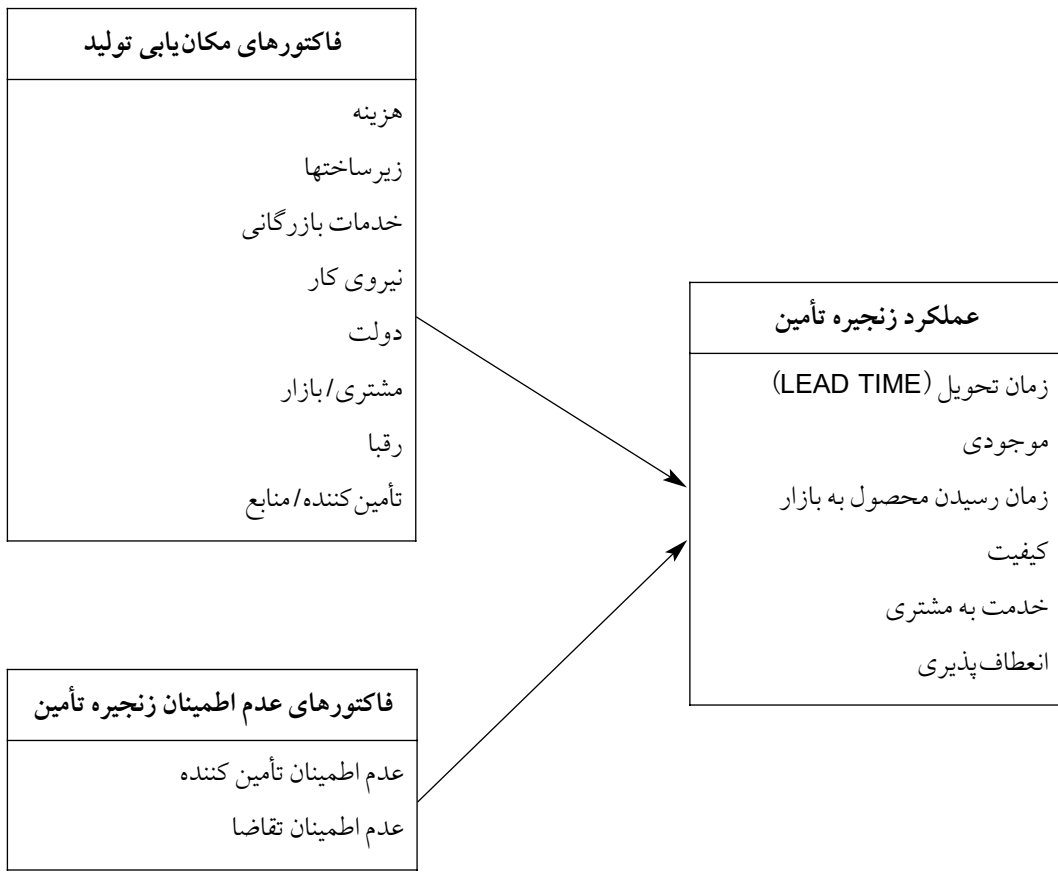 فاکتورهای مکان‌یابی تولید
هزینه
زیرساختها
خدمات بازرگانی
نیروی کار
دولت
مشتری/بازار
رقبا
تأمین‌کننده/منابع
عملکرد زنجیره تأمین
زمان تحویل (LEAD TIME)
موجودی
زمان رسیدن محصول به بازار
کیفیت
خدمت به مشتری
انعطاف‌پذیری
فاکتورهای عدم اطمینان زنجیره تأمین
عدم اطمینان تأمین کننده
عدم اطمینان تقاضا